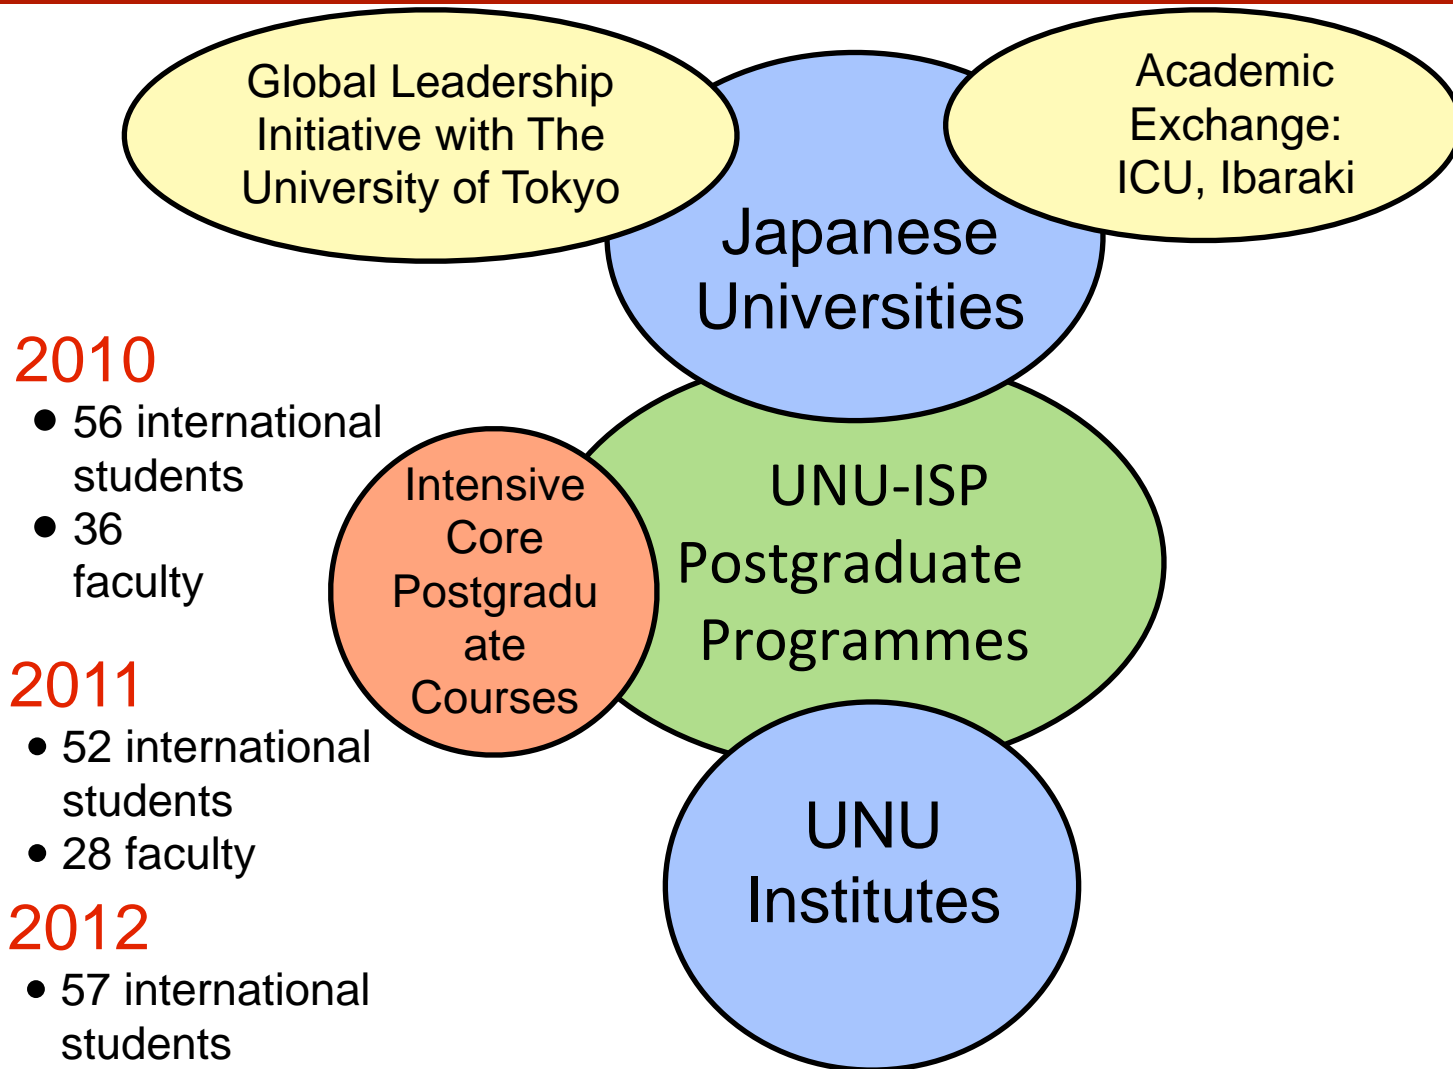 Global Leadership
Initiative with The
University of Tokyo
Academic
Exchange:
ICU, Ibaraki
Japanese
Universities
2010
• 56 international
students
• 36
faculty
Intensive
Core
Postgradu
ate
Courses
UNU-ISP
Postgraduate
Programmes
2011
• 52 international
students
• 28 faculty
UNU
Institutes
2012
• 57 international
students